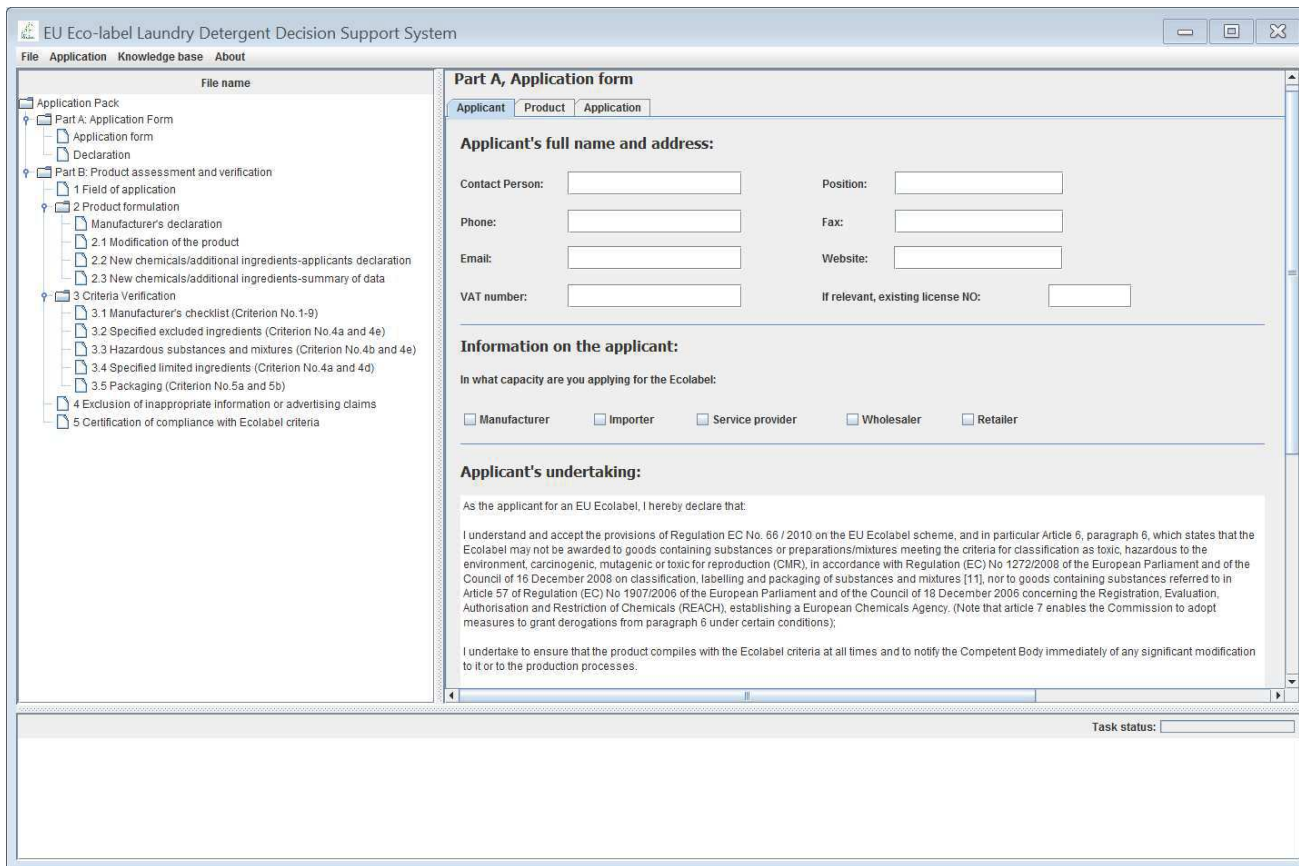 EU Eco-label Laundry Detergent Decision Support System
File Application Knowledge base About
File name
Application Pack
Part A: Application Form
Application form
Declaration
Part B: Product assessment and verification
1 Field of application
2 Product formulation
Manufacturer's declaration
2.1 Modification of the product
2.2 New chemicals/additional ingredients-applicants declaration
2.3 New chemicals/additional ingredients-summary of data
3 Criteria Verification
3.1 Manufacturer's checklist (Criterion No.1-9)
3.2 Specified excluded ingredients (Criterion No.4a and 4e)
3.3 Hazardous substances and mixtures (Criterion No.4b and 4e)
3.4 Specified limited ingredients (Criterion No.4a and 4d)
3.5 Packaging (Criterion No.5a and 5b)
4 Exclusion of inappropriate information or advertising claims
5 Certification of compliance with Ecolabel criteria
Part A, Application form
Applicant Product Application
Applicant's full name and address:
Contact Person: Position:
Phone: Fax:
Email: Website:
VAT number: If relevant, existing license NO:
Information on the applicant:
In what capacity are you applying for the Ecolabel:
Manufacturer Importer Service provider Wholesaler Retailer
Applicant's undertaking:
As the applicant for an EU Ecolabel, I hereby declare that:
I understand and accept the provisions of Regulation EC No. 66 / 2010 on the EU Ecolabel scheme, and in particular Article 6, paragraph 6, which states that the
Ecolabel may not be awarded to goods containing substances or preparations/mixtures meeting the criteria for classification as toxic, hazardous to the
environment, carcinogenic, mutagenic or toxic for reproduction (CMR), in accordance with Regulation (EC) No 1272/2008 of the European Parliament and of the
Council of 16 December 2008 on classification, labelling and packaging of substances and mixtures [11], nor to goods containing substances referred to in
Article 57 of Regulation (EC) No 1907/2006 of the European Parliament and of the Council of 18 December 2006 concerning the Registration, Evaluation,
Authorisation and Restriction of Chemicals (REACH), establishing a European Chemicals Agency. (Note that article 7 enables the Commission to adopt
measures to grant derogations from paragraph 6 under certain conditions);
I undertake to ensure that the product compiles with the Ecolabel criteria at all times and to notify the Competent Body immediately of any significant modification
to it or to the production processes.
Task status: